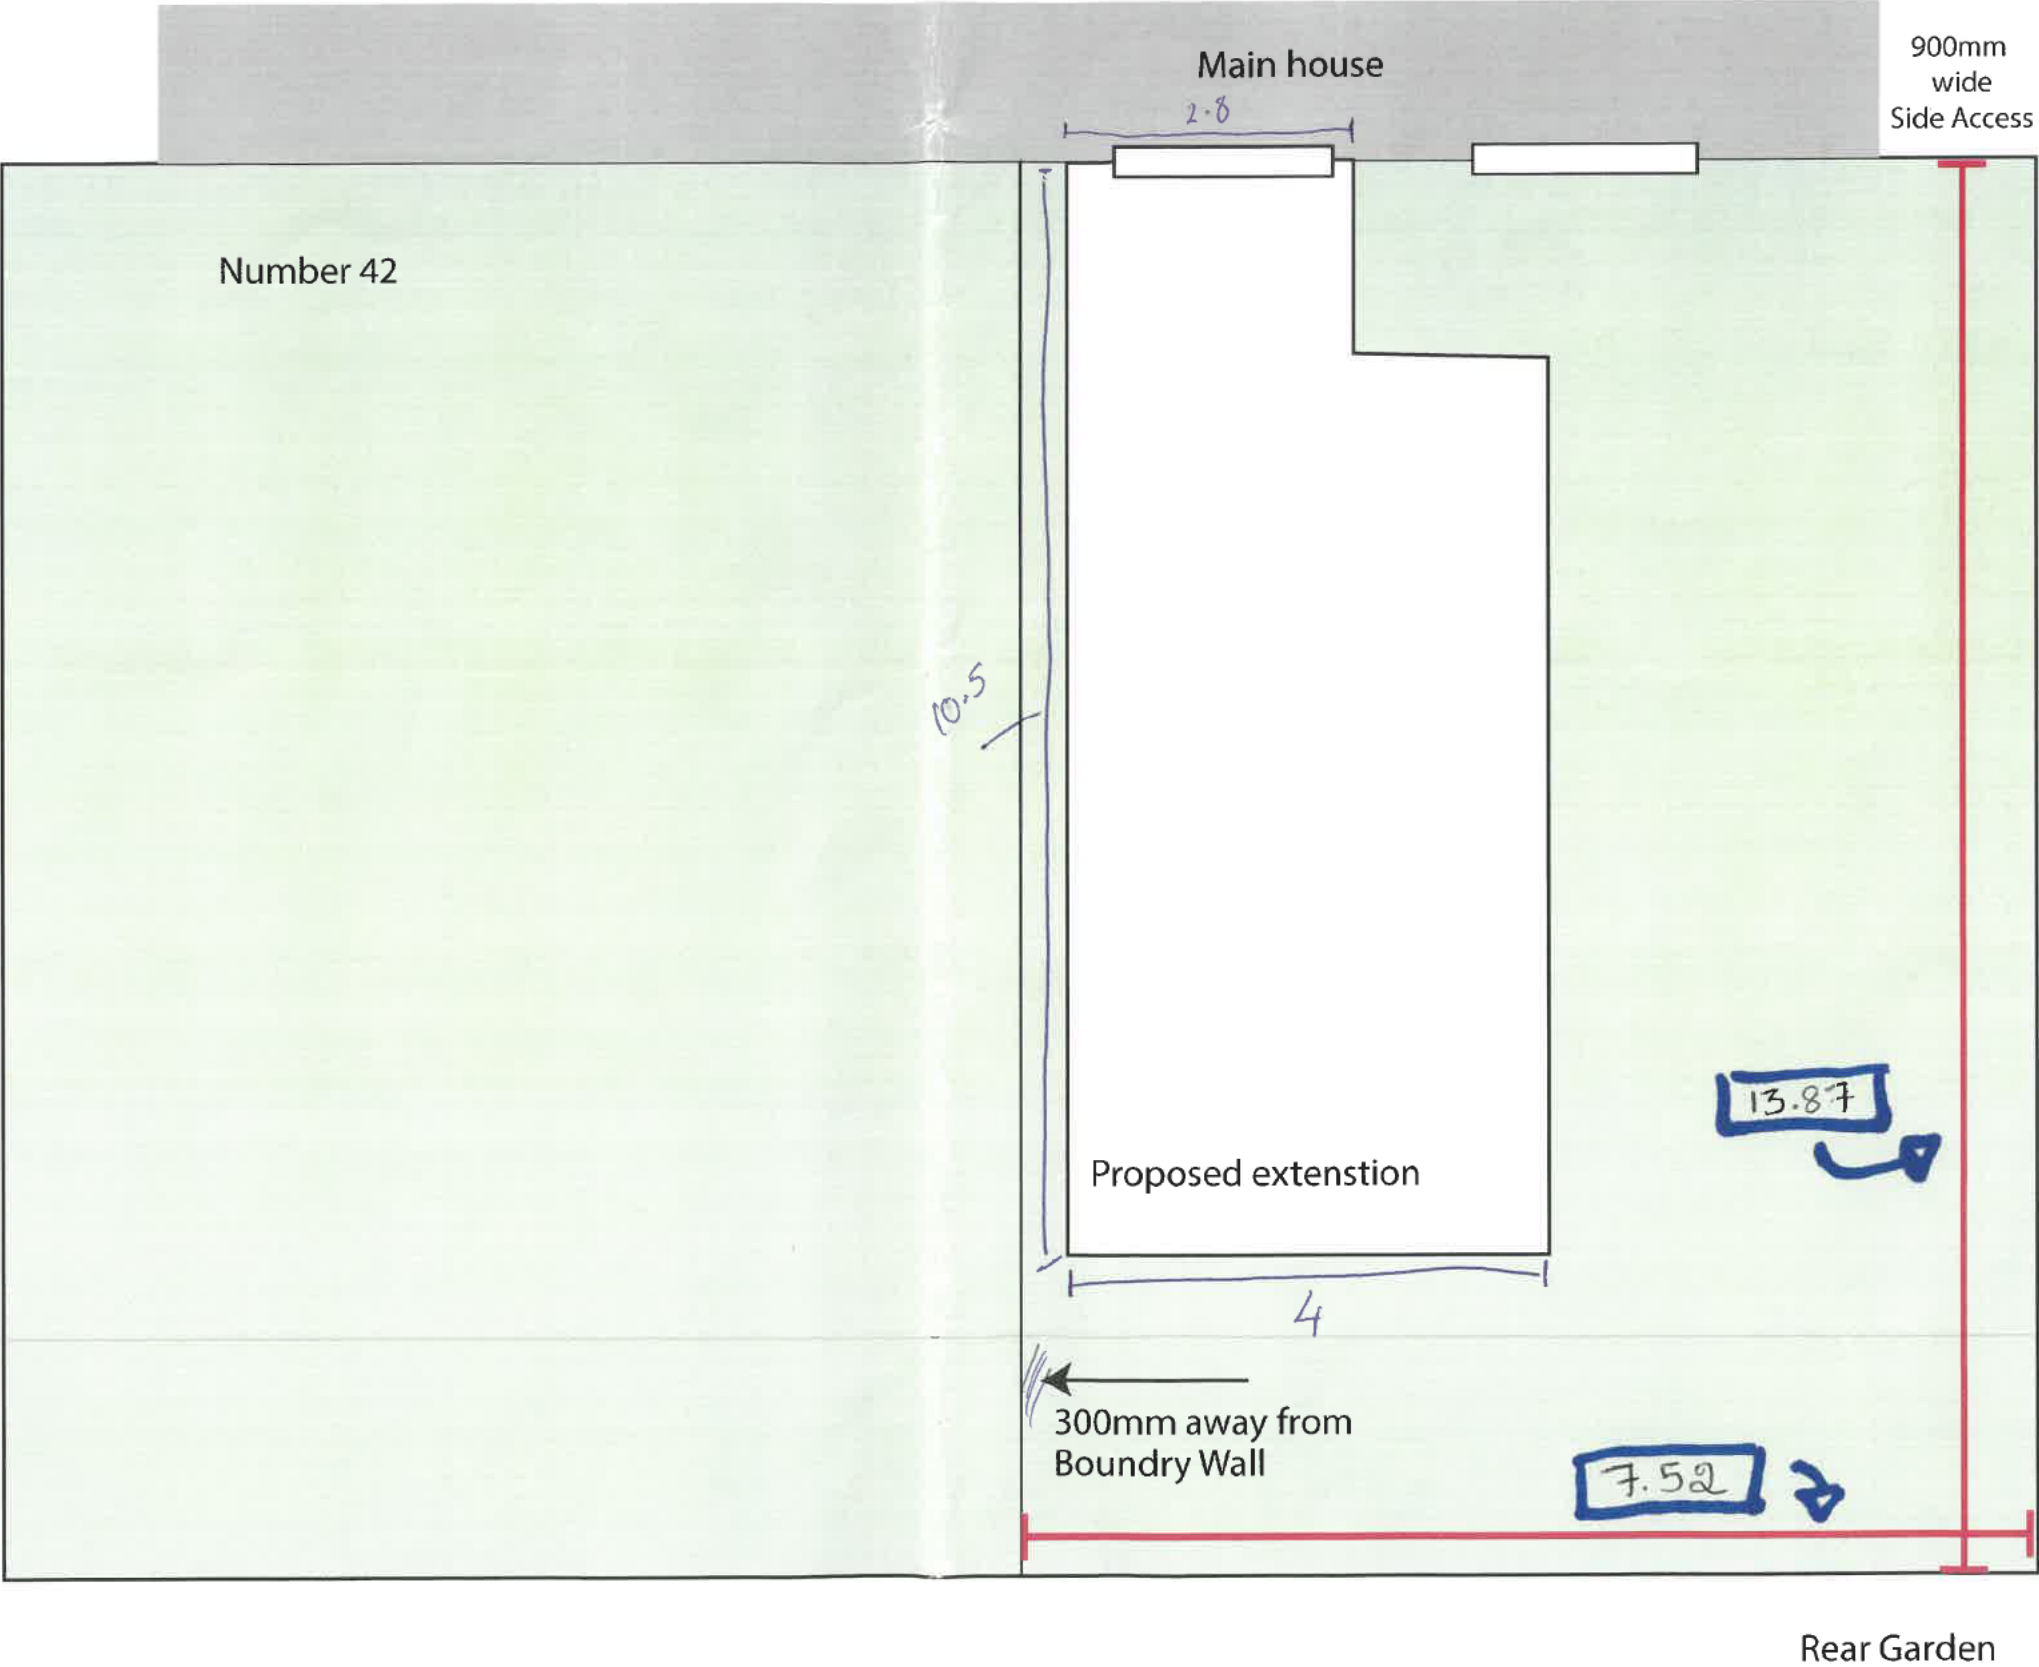 Main house
900mm
wide
Side Access
2.8
Number 42
10.5
13.87
Proposed extenstion
4
300mm away from
Boundry Wall
7.52
Rear Garden